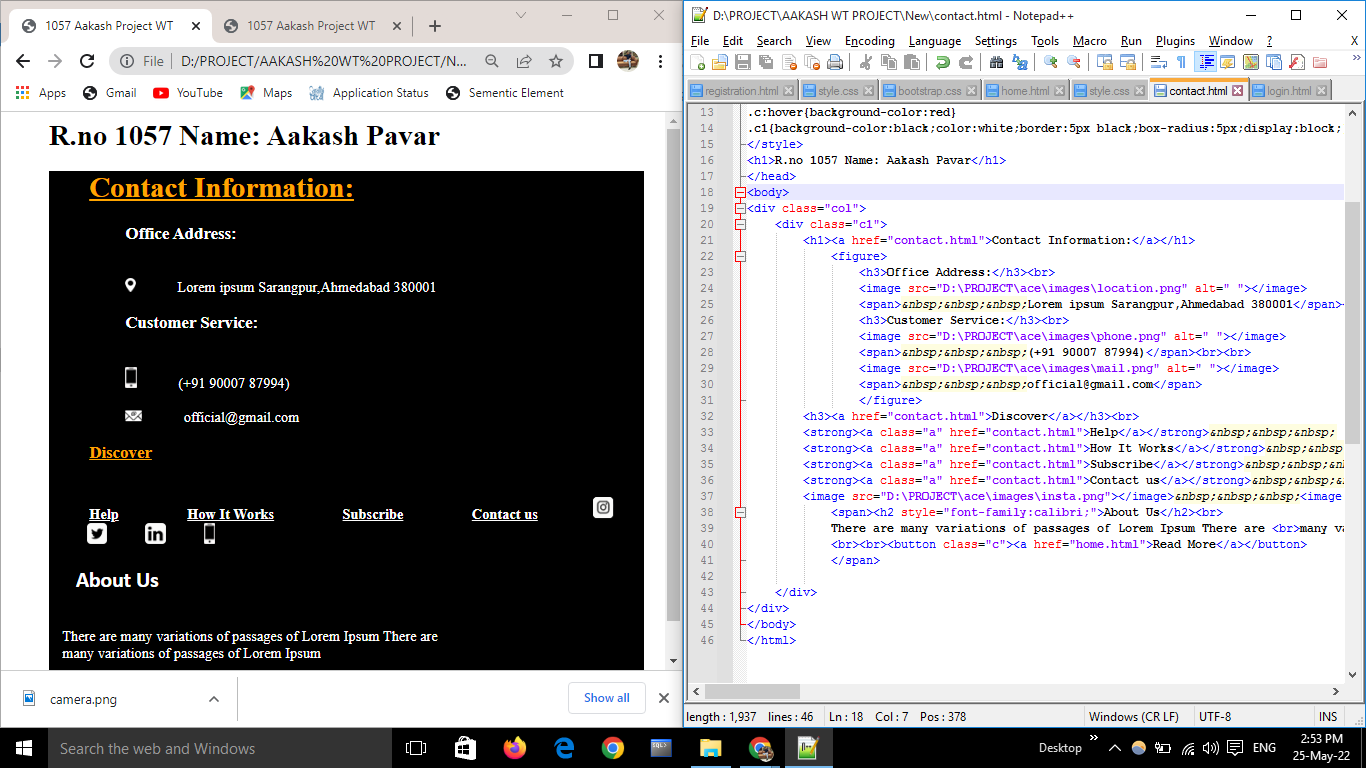 1057 Aakash Project WT
1057 Aakash Project WT
File
D:/PROJECT/AAKASH%20WT%20PROJECT/N...
Apps
Gmail
YouTube
Maps
Application Status
Sementic Element
R.no 1057 Name: Aakash Pavar
Contact Information:
Office Address:
Lorem ipsum Sarangpur,Ahmedabad 380001
Customer Service:
(+91 90007 87994)
official@gmail.com
Discover
Help How It Works Subscribe Contact us
About Us
There are many variations of passages of Lorem Ipsum There are
many variations of passages of Lorem Ipsum
camera.png
Show all
D:\PROJECT\AAKASH WT PROJECT\New\contact.html - Notepad++
File Edit Search View Encoding Language Settings Tools Macro Run Plugins Window ? X
registration.html style.css bootstrap.css home.html style.css contact.html login.html
13 .c:hover{background-color:red}
14 .c1{background-color:black;color:white;border:5px black;box-radius:5px;display:block;
15 </style>
16 <h1>R.no 1057 Name: Aakash Pavar</h1>
17 </head>
18 <body>
19 <div class="col">
20 <div class="c1">
21 <h1><a href="contact.html">Contact Information:</a></h1>
22 <figure>
23 <h3>Office Address:</h3><br>
24 <image src="D:\PROJECT\ace\images\location.png" alt=" "></image>
25 <span>&nbsp;&nbsp;&nbsp;Lorem ipsum Sarangpur,Ahmedabad 380001</span>
26 <h3>Customer Service:</h3><br>
27 <image src="D:\PROJECT\ace\images\phone.png" alt=" "></image>
28 <span>&nbsp;&nbsp;&nbsp;(+91 90007 87994)</span><br><br>
29 <image src="D:\PROJECT\ace\images\mail.png" alt=" "></image>
30 <span>&nbsp;&nbsp;&nbsp;official@gmail.com</span>
31 </figure>
32 <h3><a href="contact.html">Discover</a></h3><br>
33 <strong><a class="a" href="contact.html">Help</a></strong>&nbsp;&nbsp;&nbsp;
34 <strong><a class="a" href="contact.html">How It Works</a></strong>&nbsp;&nbsp;&nbsp
35 <strong><a class="a" href="contact.html">Subscribe</a></strong>&nbsp;&nbsp;&n
36 <strong><a class="a" href="contact.html">Contact us</a></strong>&nbsp;&nbsp;&
37 <image src="D:\PROJECT\ace\images\insta.png"></image>&nbsp;&nbsp;&nbsp;<image
38 <span><h2 style="font-family:calibri;">About Us</h2><br>
39 There are many variations of passages of Lorem Ipsum There are <br>many va
40 <br><br><button class="c"><a href="home.html">Read More</a></button>
41 </span>
42
43 </div>
44 </div>
45 </body>
46 </html>
length : 1,937 lines : 46 Ln : 18 Col : 7 Pos : 378 Windows (CR LF) UTF-8 INS
Search the web and Windows
Desktop
ENG
2:53 PM
25-May-22